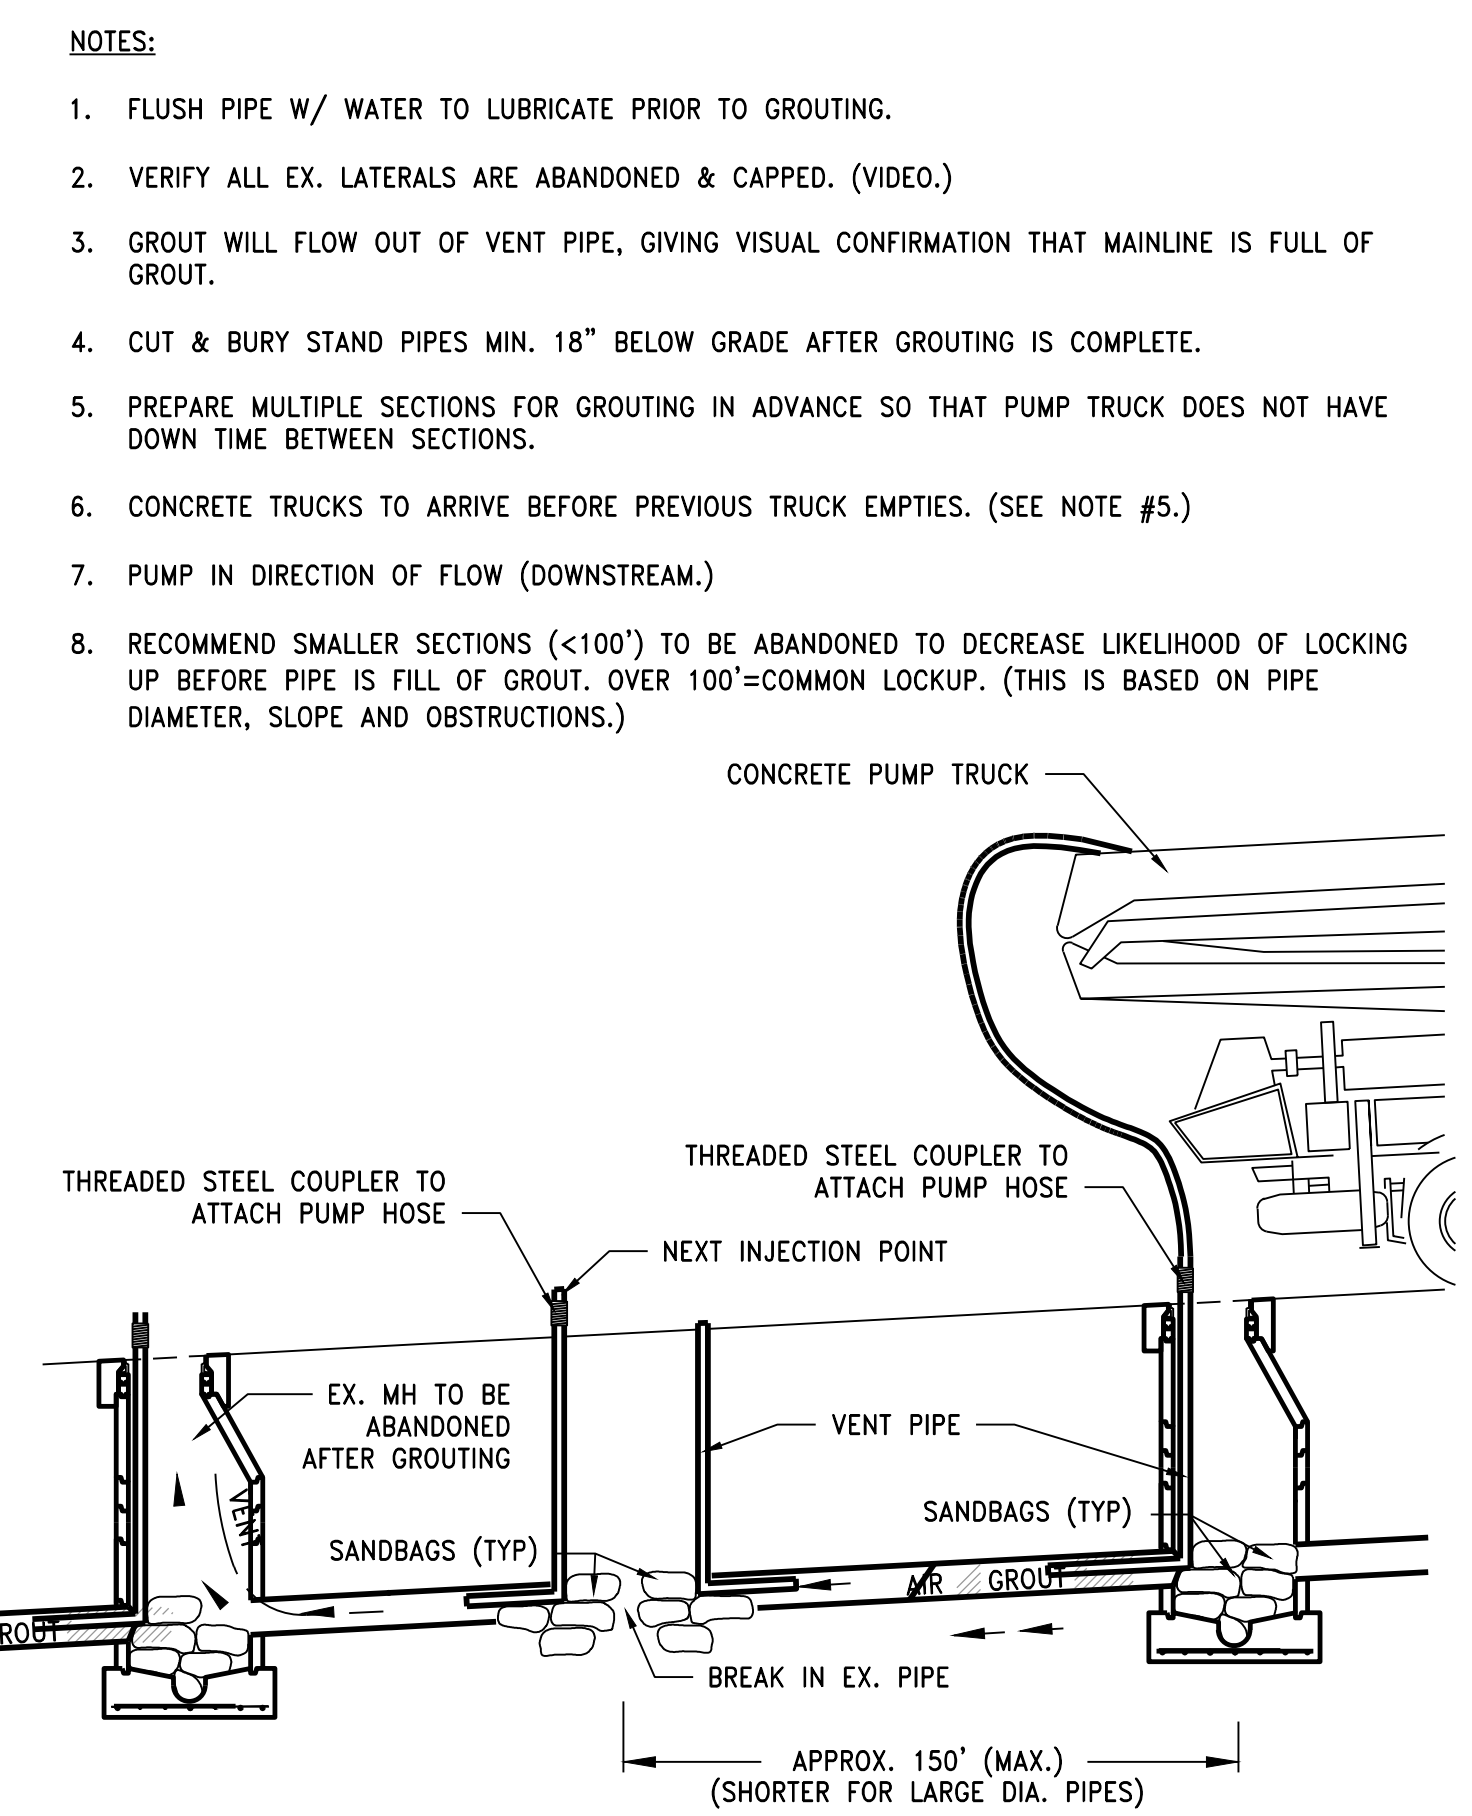 NOTES:
1. FLUSH PIPE W/ WATER TO LUBRICATE PRIOR TO GROUTING.
2. VERIFY ALL EX. LATERALS ARE ABANDONED & CAPPED. (VIDEO.)
3. GROUT WILL FLOW OUT OF VENT PIPE, GIVING VISUAL CONFIRMATION THAT MAINLINE IS FULL OF
GROUT.
4. CUT & BURY STAND PIPES MIN. 18" BELOW GRADE AFTER GROUTING IS COMPLETE.
5. PREPARE MULTIPLE SECTIONS FOR GROUTING IN ADVANCE SO THAT PUMP TRUCK DOES NOT HAVE
DOWN TIME BETWEEN SECTIONS.
6. CONCRETE TRUCKS TO ARRIVE BEFORE PREVIOUS TRUCK EMPTIES. (SEE NOTE #5.)
7. PUMP IN DIRECTION OF FLOW (DOWNSTREAM.)
8. RECOMMEND SMALLER SECTIONS (<100') TO BE ABANDONED TO DECREASE LIKELIHOOD OF LOCKING
UP BEFORE PIPE IS FILL OF GROUT. OVER 100'=COMMON LOCKUP. (THIS IS BASED ON PIPE
DIAMETER, SLOPE AND OBSTRUCTIONS.)
CONCRETE PUMP TRUCK
THREADED STEEL COUPLER TO
ATTACH PUMP HOSE
THREADED STEEL COUPLER TO
ATTACH PUMP HOSE
NEXT INJECTION POINT
EX. MH TO BE
ABANDONED
AFTER GROUTING
VENT PIPE
VENT
SANDBAGS (TYP)
SANDBAGS (TYP)
AIR
GROUT
ROUT
BREAK IN EX. PIPE
APPROX. 150' (MAX.)
(SHORTER FOR LARGE DIA. PIPES)